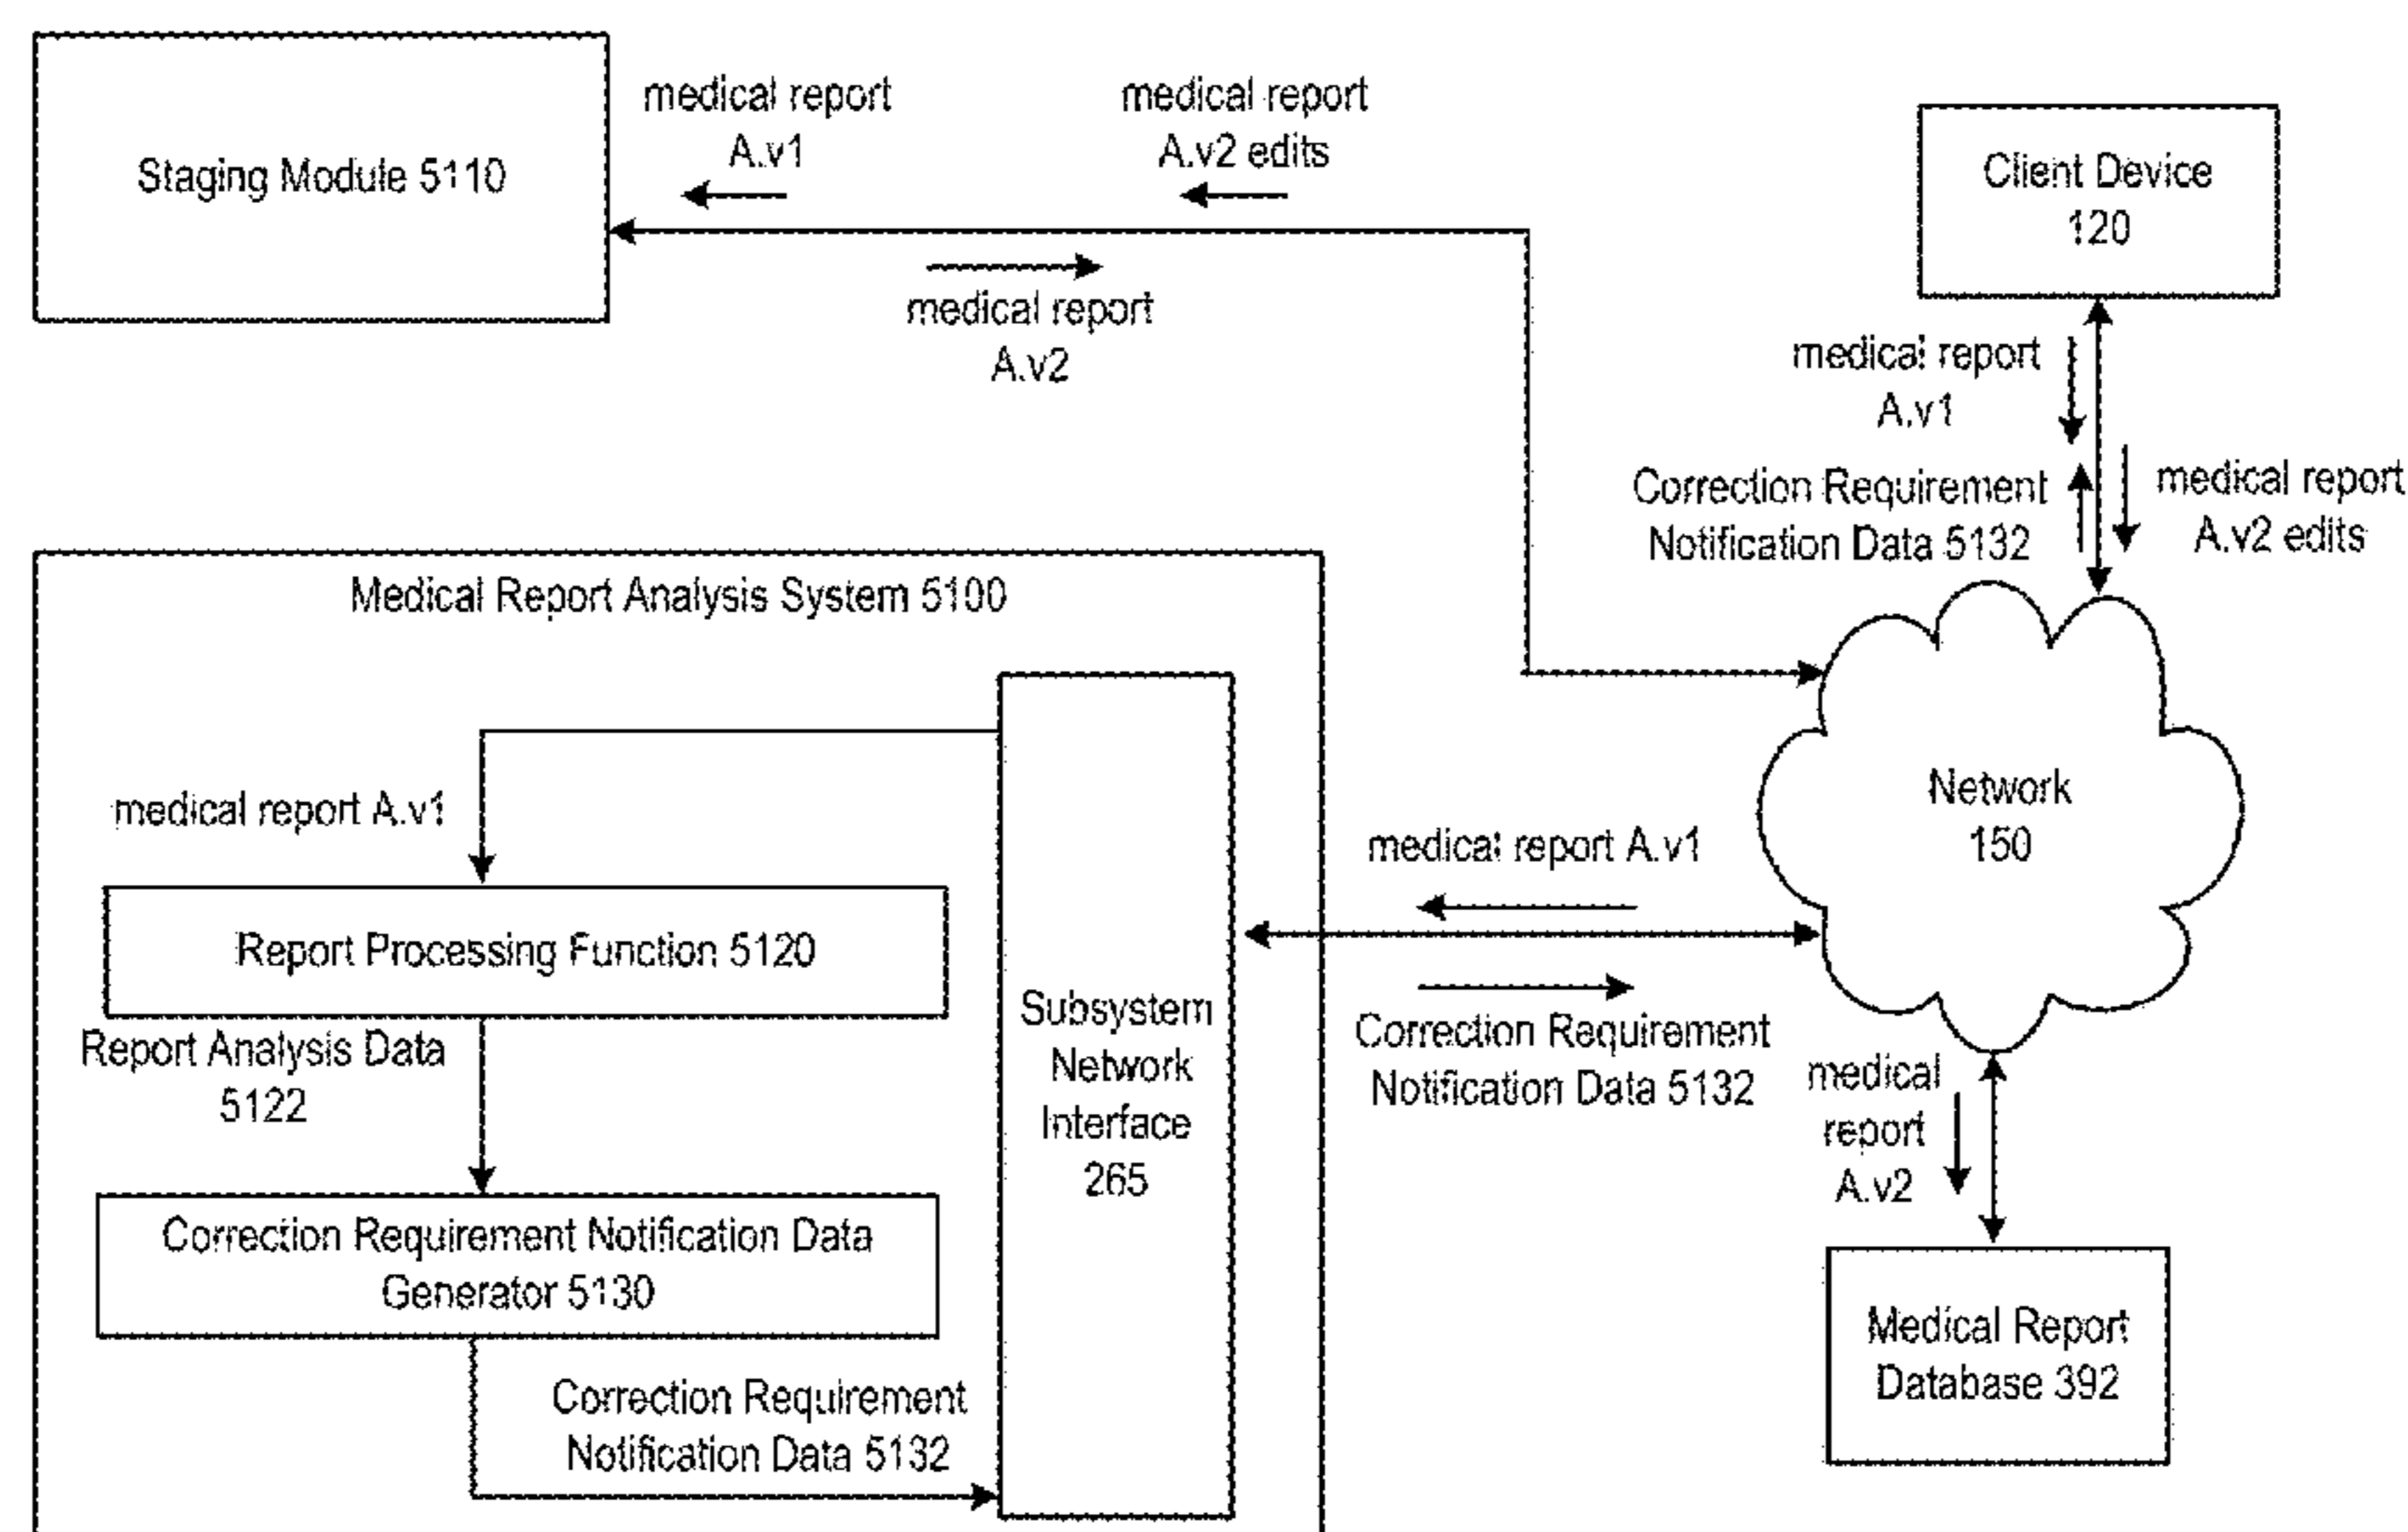 Staging Module 5110
medical report
A.v1
medical report
A.v2 edits
medical report
A.v2
Client Device
120
medical report
A.v1
Correction Requirement
Notification Data 5132
medical report
A.v2 edits
Medical Report Analysis System 5100
medical report A.v1
Report Processing Function 5120
Report Analysis Data
5122
Correction Requirement Notification Data
Generator 5130
Correction Requirement
Notification Data 5132
Subsystem
Network
Interface
265
medical report A.v1
Correction Requirement
Notification Data 5132
Network
150
medical
report
A.v2
Medical Report
Database 392